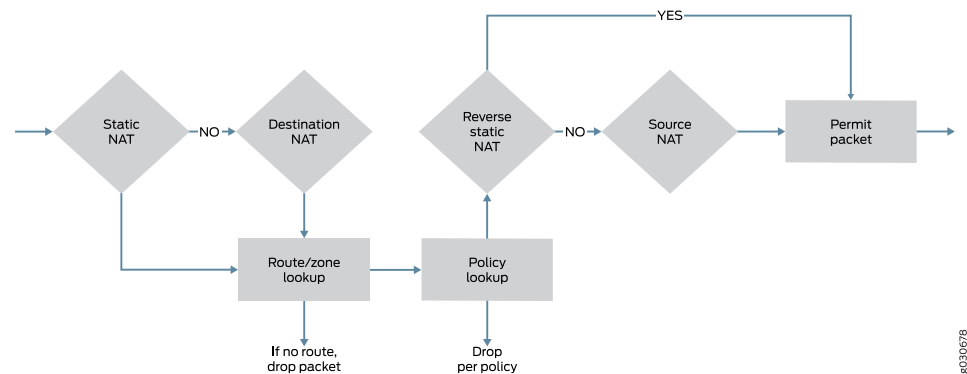 YES
Static
NAT
NO
Destination
NAT
Reverse
static
NAT
NO
Source
NAT
Permit
packet
Route/zone
lookup
Policy
lookup
If no route,
drop packet
Drop
per policy
g030678